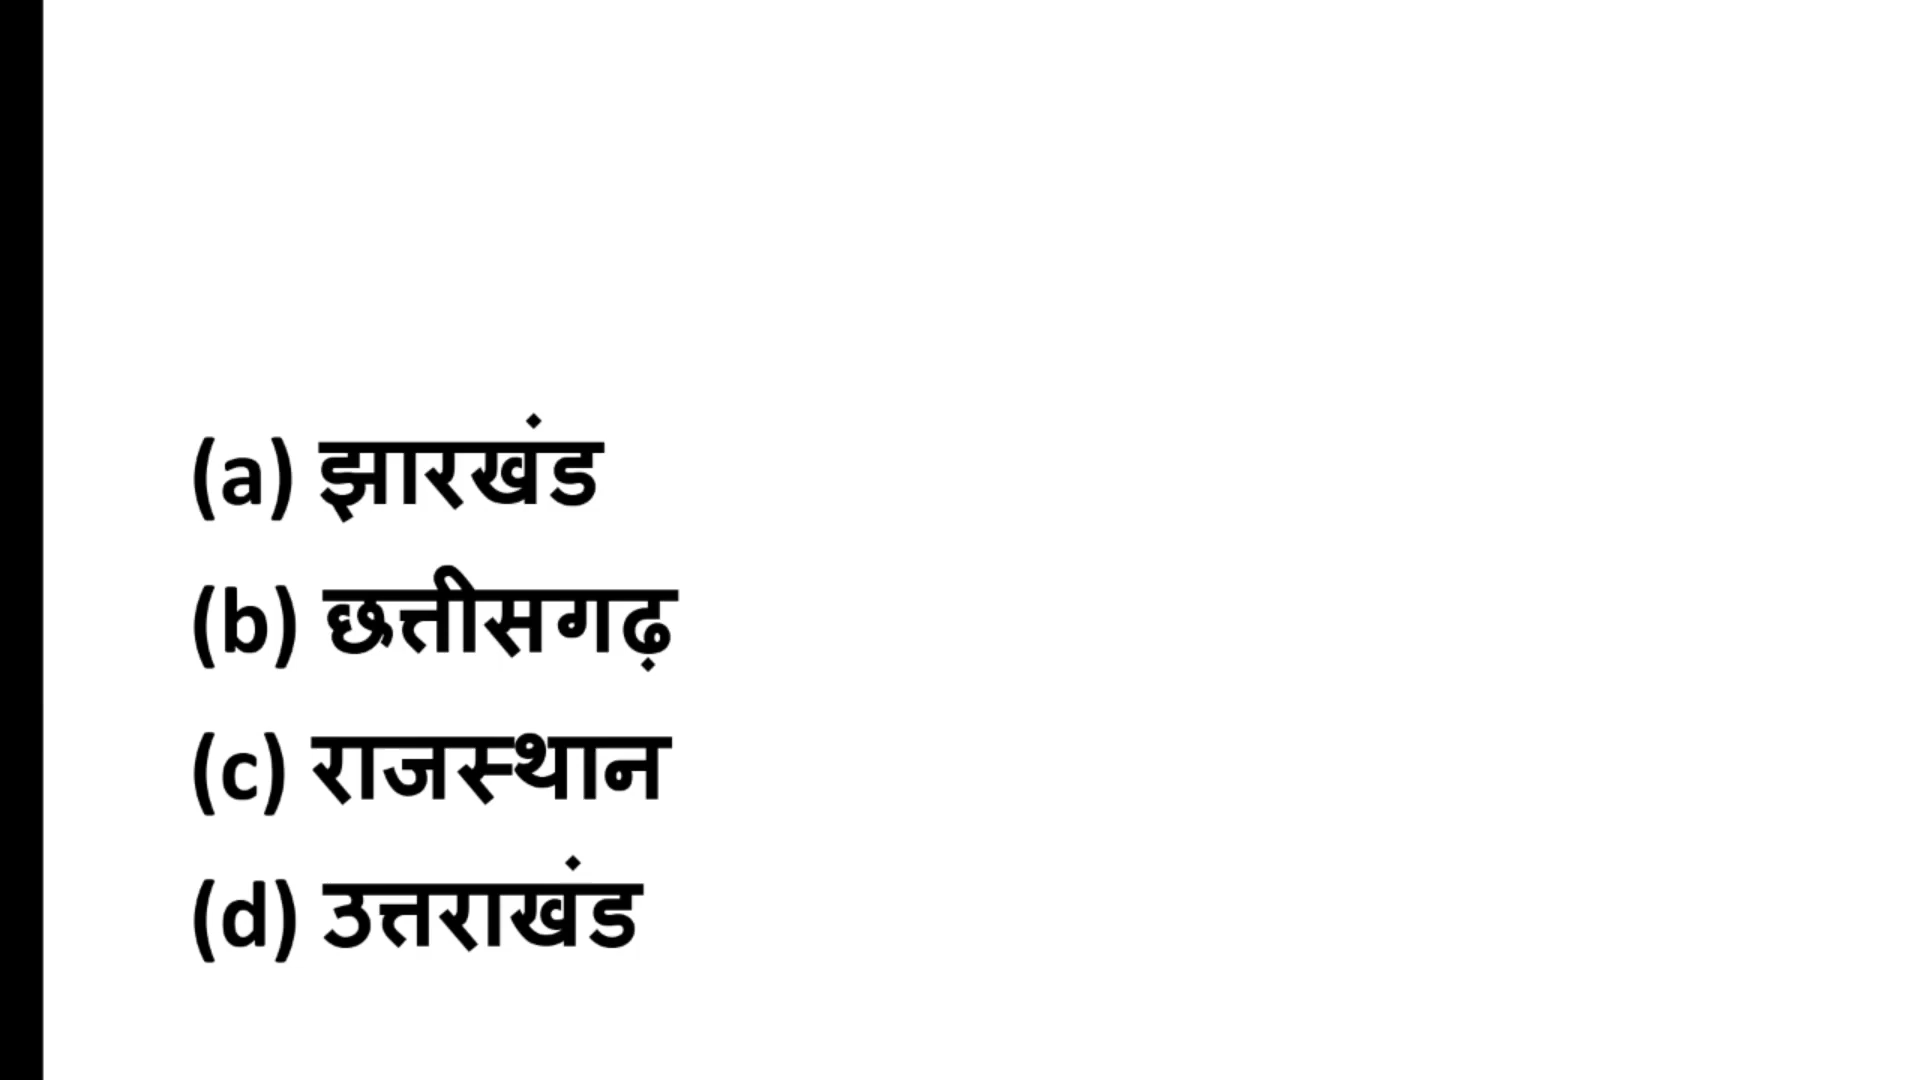 (a) झारखंड
(b) छत्तीसगढ़
(c) राजस्थान
(d) उत्तराखंड